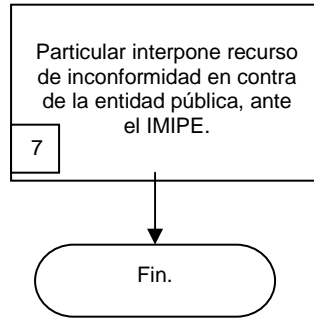 Particular interpone recurso
de inconformidad en contra
de la entidad pública, ante
el IMIPE.
7
Fin.